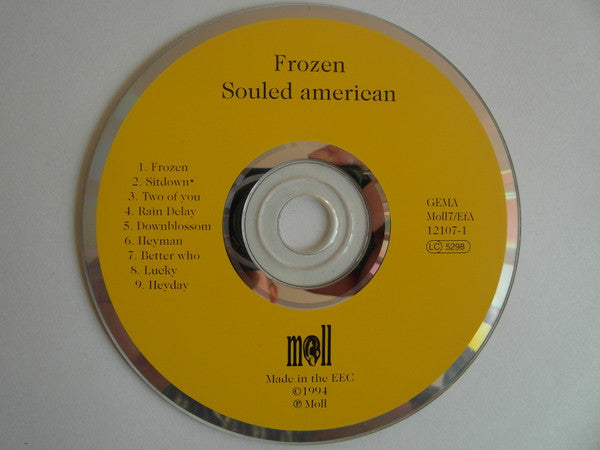 Frozen
Souled american
1. Frozen
2. Sitdown*
3. Two of you
4. Rain Delay
5. Downblossom
6. Heyman
7. Better who
8. Lucky
9. Heyday
GEMA
Moll7/EfA
12107-1
LC 5298
moll
Made in the EEC
©1994
℗ Moll